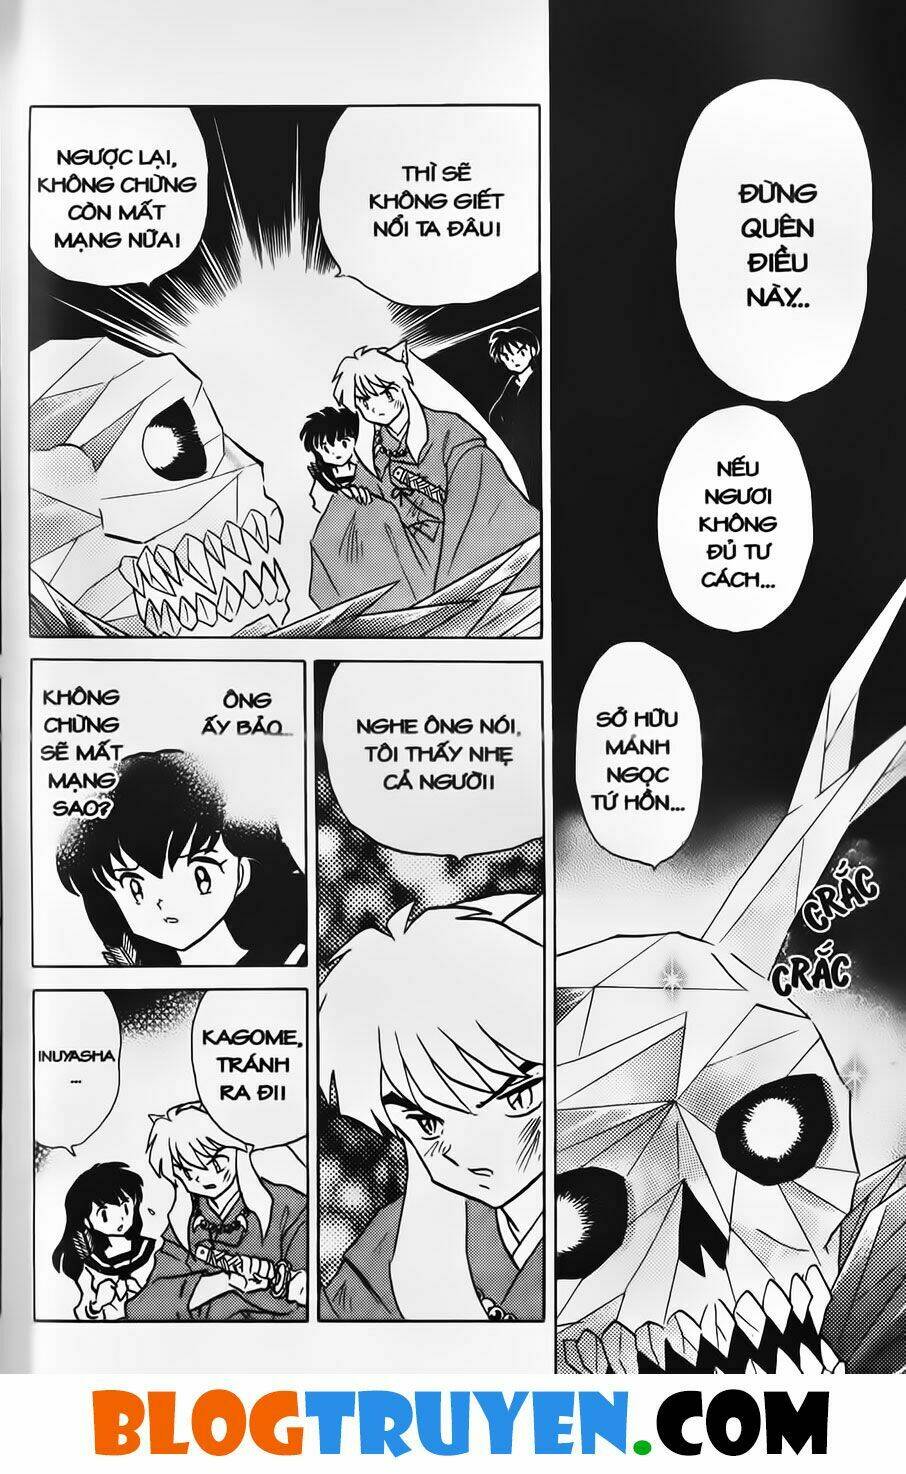 ĐỪNG
QUÊN
ĐIỀU
NÀY...
NẾU
NGƯƠI
KHÔNG
ĐỦ TƯ
CÁCH...
SỞ HỮU
MẢNH
NGỌC
TỨ HỒN...
CRẮC
CRẮC
THÌ SẼ
KHÔNG GIẾT
NỔI TA ĐÂU!
NGƯỢC LẠI,
KHÔNG CHỪNG
CÒN MẤT
MẠNG NỮA!
NGHE ÔNG NÓI,
TÔI THẤY NHẸ
CẢ NGƯỜI!
ÔNG
ẤY BẢO...
KHÔNG
CHỪNG
SẼ MẤT
MẠNG
SAO?
KAGOME,
TRÁNH
RA ĐI!
INUYASHA
...
BLOGTRUYEN.COM